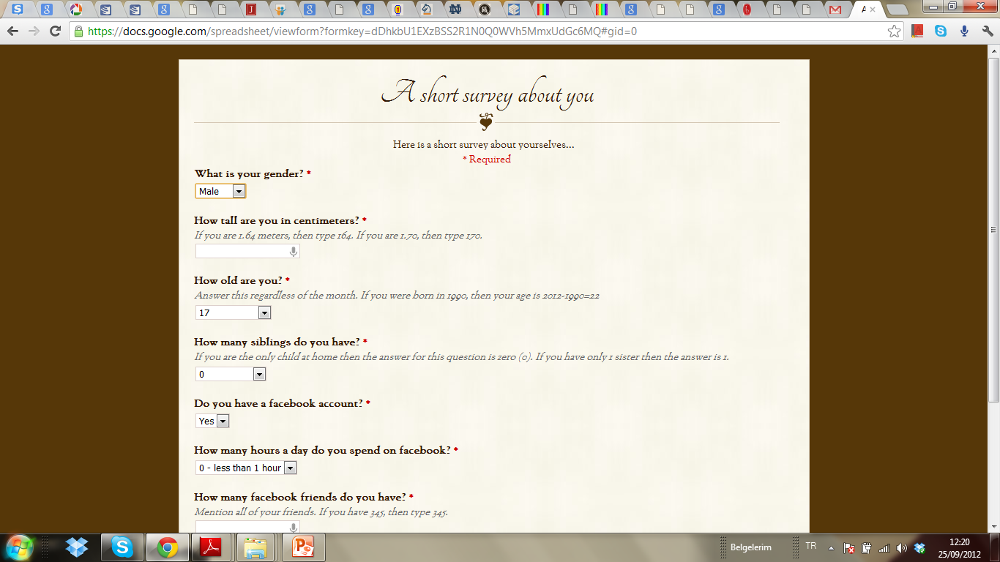 https://docs.google.com/spreadsheet/viewform?formkey=dDhkbU1EXzBSS2R1N0Q0WVh5MmxUdGc6MQ#gid=0
A short survey about you
Here is a short survey about yourselves...
* Required
What is your gender? *
Male
How tall are you in centimeters? *
If you are 1.64 meters, then type 164. If you are 1.70, then type 170.
How old are you? *
Answer this regardless of the month. If you were born in 1990, then your age is 2012-1990=22
17
How many siblings do you have? *
If you are the only child at home then the answer for this question is zero (0). If you have only 1 sister then the answer is 1.
0
Do you have a facebook account? *
Yes
How many hours a day do you spend on facebook? *
0 - less than 1 hour
How many facebook friends do you have? *
Mention all of your friends. If you have 345, then type 345.
Belgelerim
TR
12:20
25/09/2012